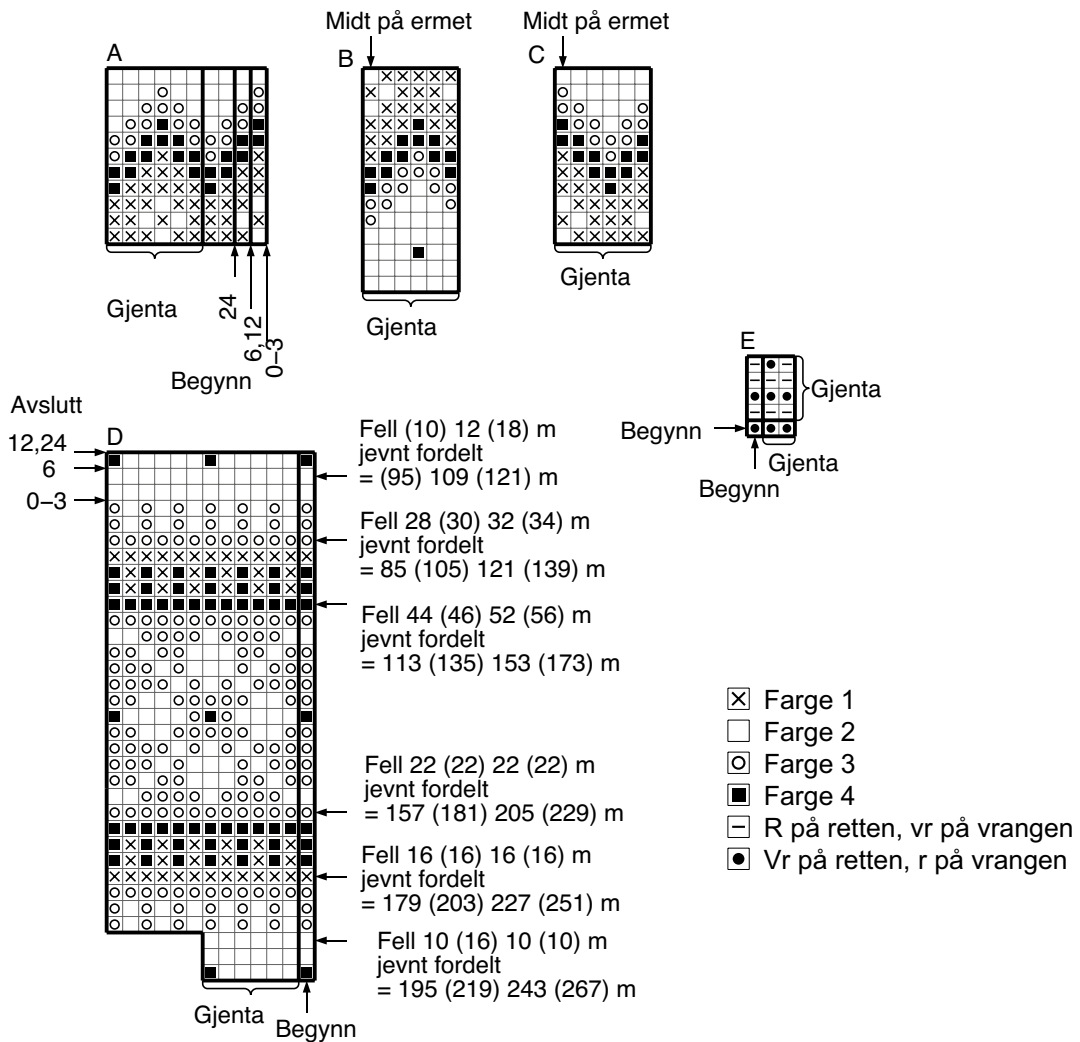 Midt på ermet
Midt på ermet
A
B
C
Gjenta
24
6,12
0–3
Begynn
Gjenta
Gjenta
E
Gjenta
Begynn
Gjenta
Begynn
Avslutt
12,24
6
0–3
D
Fell (10) 12 (18) m
jevnt fordelt
= (95) 109 (121) m
Fell 28 (30) 32 (34) m
jevnt fordelt
= 85 (105) 121 (139) m
Fell 44 (46) 52 (56) m
jevnt fordelt
= 113 (135) 153 (173) m
Fell 22 (22) 22 (22) m
jevnt fordelt
= 157 (181) 205 (229) m
Fell 16 (16) 16 (16) m
jevnt fordelt
= 179 (203) 227 (251) m
Fell 10 (16) 10 (10) m
jevnt fordelt
= 195 (219) 243 (267) m
Gjenta
Begynn
Farge 1
Farge 2
Farge 3
Farge 4
R på retten, vr på vrangen
Vr på retten, r på vrangen